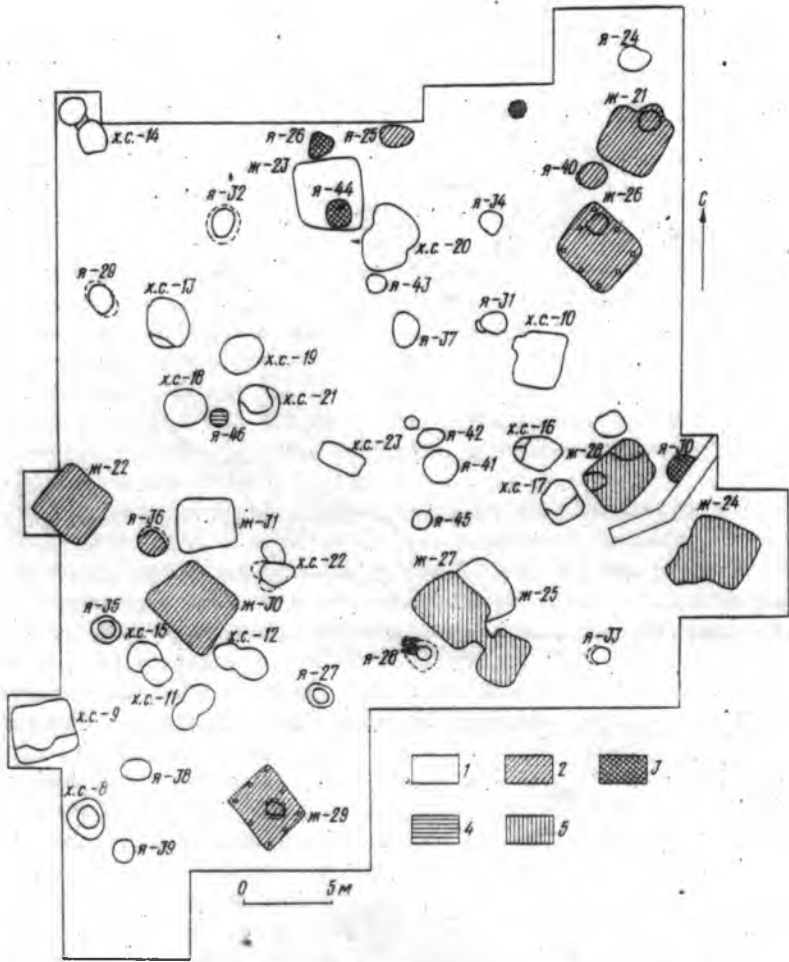 я-24
ж-21
х.с.-14
я-26
я-25
ж-23
я-44
я-40
ж-26
я-32
я-34
С
х.с.-20
я-29
х.с.-13
я-43
я-31
х.с.-10
я-37
х.с.-19
х.с.-18
х.с.-21
я-46
х.с.-23
я-42
я-41
х.с.-16
ж-28
я-30
ж-22
х.с.-17
ж-24
я-36
ж-31
я-45
х.с.-22
ж-27
ж-25
ж-30
я-35
х.с.-15
х.с.-12
я-28
я-33
х.с.-11
я-27
х.с.-9
я-38
х.с.-8
ж-29
я-39
1 2 3
4 5
0 5 м